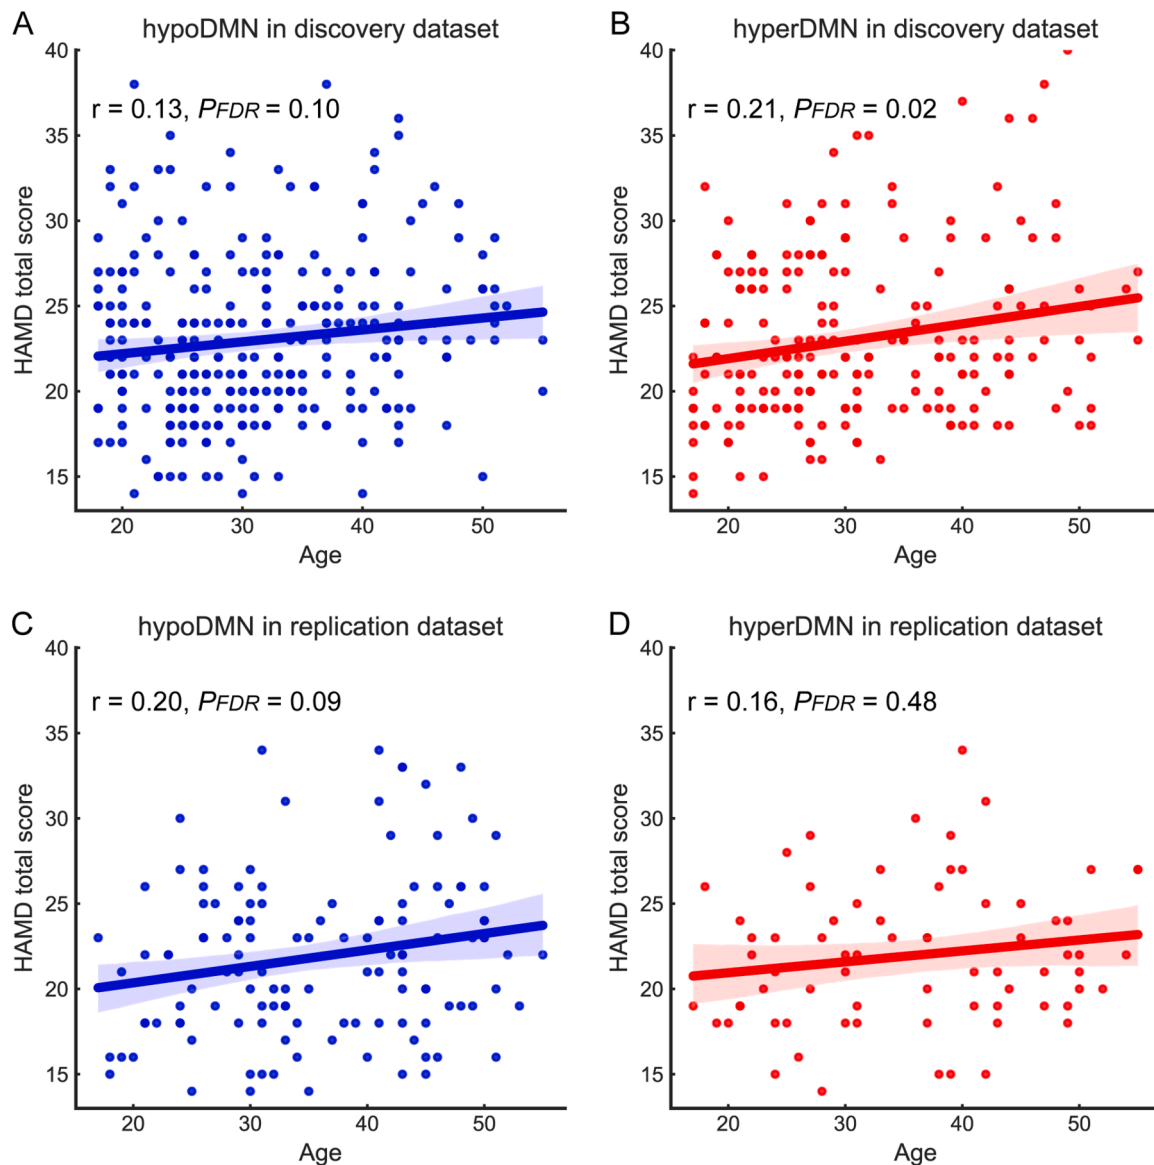 A
hypoDMN in discovery dataset
r = 0.13, PFDR = 0.10
HAMD total score
40
35
30
25
20
15
20
30
40
50
Age
B
hyperDMN in discovery dataset
r = 0.21, PFDR = 0.02
HAMD total score
40
35
30
25
20
15
20
30
40
50
Age
C
hypoDMN in replication dataset
r = 0.20, PFDR = 0.09
HAMD total score
40
35
30
25
20
15
20
30
40
50
Age
D
hyperDMN in replication dataset
r = 0.16, PFDR = 0.48
HAMD total score
40
35
30
25
20
15
20
30
40
50
Age